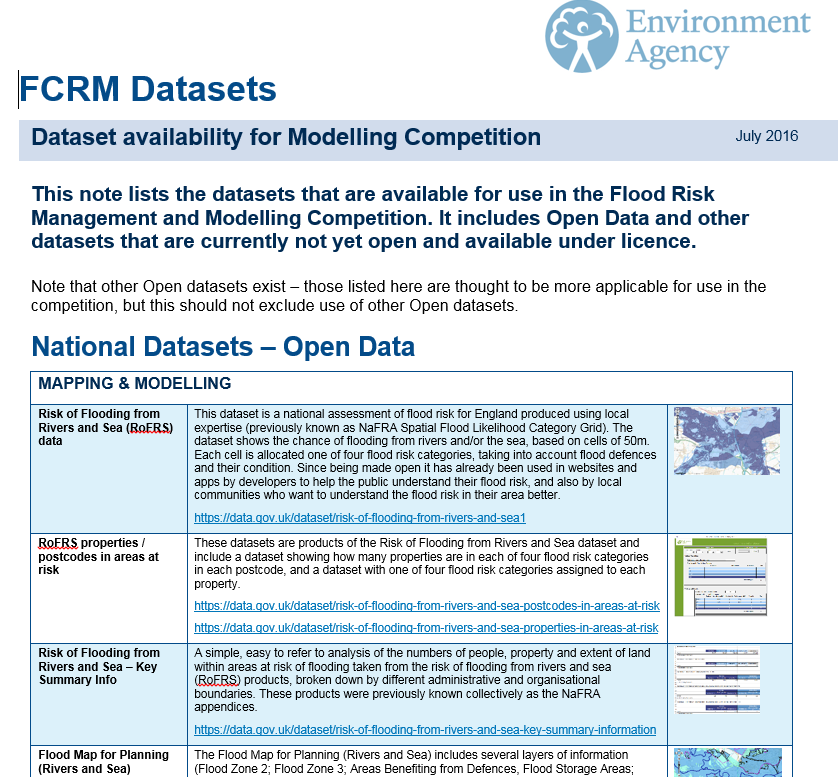 Environment
Agency
FCRM Datasets
Dataset availability for Modelling Competition
July 2016
This note lists the datasets that are available for use in the Flood Risk
Management and Modelling Competition. It includes Open Data and other
datasets that are currently not yet open and available under licence.
Note that other Open datasets exist – those listed here are thought to be more applicable for use in the
competition, but this should not exclude use of other Open datasets.
National Datasets – Open Data
MAPPING & MODELLING
Risk of Flooding from
Rivers and Sea (RoFRS)
data
This dataset is a national assessment of flood risk for England produced using local
expertise (previously known as NaFRA Spatial Flood Likelihood Category Grid). The
dataset shows the chance of flooding from rivers and/or the sea, based on cells of 50m.
Each cell is allocated one of four flood risk categories, taking into account flood defences
and their condition. Since being made open it has already been used in websites and
apps by developers to help the public understand their flood risk, and also by local
communities who want to understand the flood risk in their area better.
https://data.gov.uk/dataset/risk-of-flooding-from-rivers-and-sea1
RoFRS properties /
postcodes in areas at
risk
These datasets are products of the Risk of Flooding from Rivers and Sea dataset and
include a dataset showing how many properties are in each of four flood risk categories
in each postcode, and a dataset with one of four flood risk categories assigned to each
property.
https://data.gov.uk/dataset/risk-of-flooding-from-rivers-and-sea-postcodes-in-areas-at-risk
https://data.gov.uk/dataset/risk-of-flooding-from-rivers-and-sea-properties-in-areas-at-risk
Risk of Flooding from
Rivers and Sea – Key
Summary Info
A simple, easy to refer to analysis of the numbers of people, property and extent of land
within areas at risk of flooding taken from the risk of flooding from rivers and sea
(RoFRS) products, broken down by different administrative and organisational
boundaries. These products were previously known collectively as the NaFRA
appendices.
https://data.gov.uk/dataset/risk-of-flooding-from-rivers-and-sea-key-summary-information
Flood Map for Planning
(Rivers and Sea)
The Flood Map for Planning (Rivers and Sea) includes several layers of information
(Flood Zone 2; Flood Zone 3; Areas Benefiting from Defences, Flood Storage Areas;